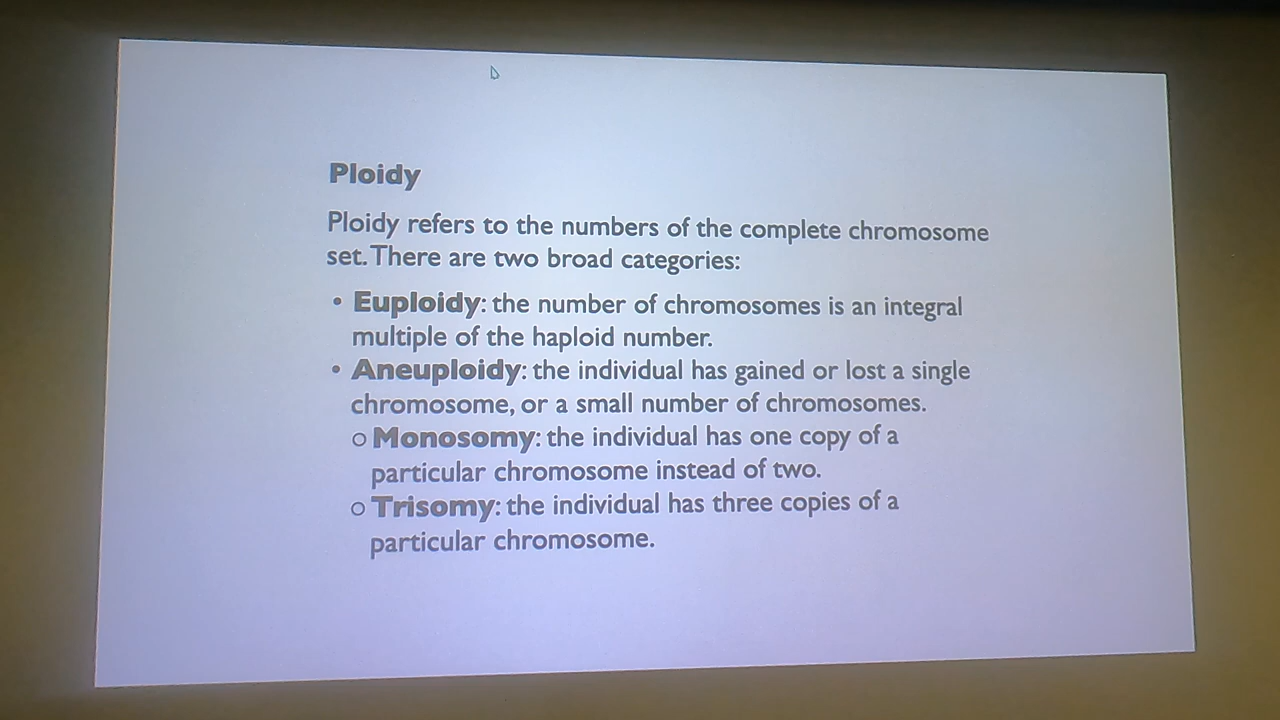 Ploidy
Ploidy refers to the numbers of the complete chromosome
set. There are two broad categories:
• Euploidy: the number of chromosomes is an integral
multiple of the haploid number.
• Aneuploidy: the individual has gained or lost a single
chromosome, or a small number of chromosomes.
○ Monosomy: the individual has one copy of a
particular chromosome instead of two.
○ Trisomy: the individual has three copies of a
particular chromosome.